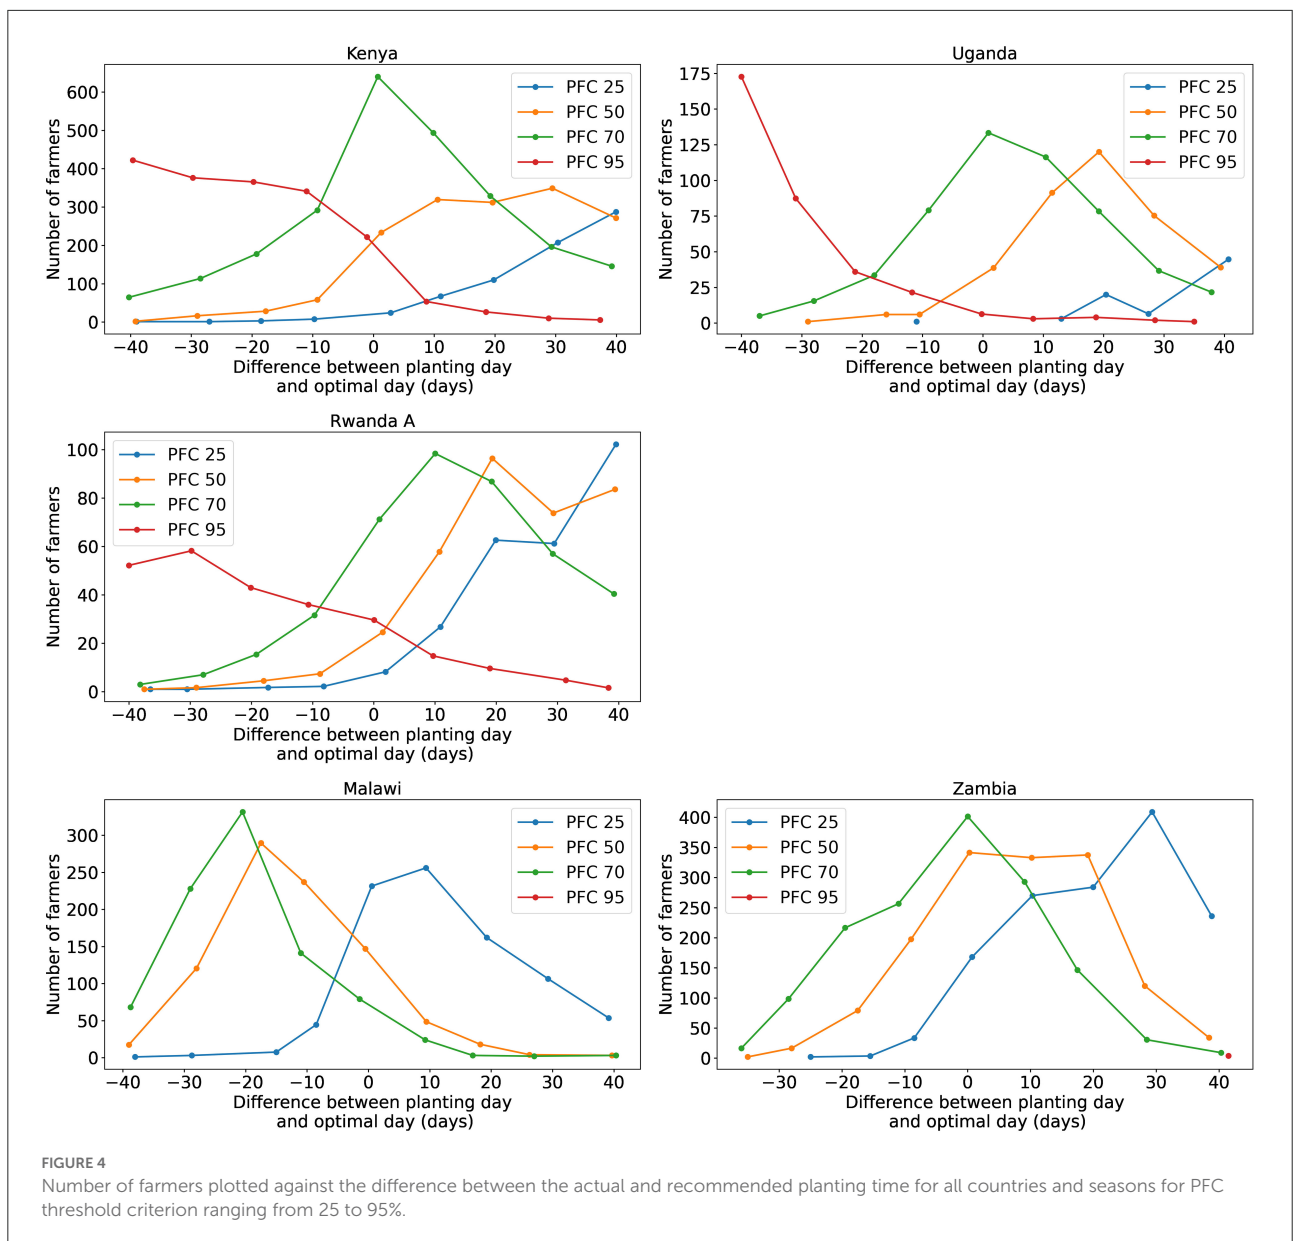 Kenya
Number of farmers
600
500
400
300
200
100
0
PFC 25
PFC 50
PFC 70
PFC 95
−40 −30 −20 −10 0 10 20 30 40
Difference between planting day
and optimal day (days)
Uganda
Number of farmers
175
150
125
100
75
50
25
0
PFC 25
PFC 50
PFC 70
PFC 95
−40 −30 −20 −10 0 10 20 30 40
Difference between planting day
and optimal day (days)
Rwanda A
Number of farmers
100
80
60
40
20
0
PFC 25
PFC 50
PFC 70
PFC 95
−40 −30 −20 −10 0 10 20 30 40
Difference between planting day
and optimal day (days)
Malawi
Number of farmers
300
250
200
150
100
50
0
PFC 25
PFC 50
PFC 70
PFC 95
−40 −30 −20 −10 0 10 20 30 40
Difference between planting day
and optimal day (days)
Zambia
Number of farmers
400
350
300
250
200
150
100
50
0
PFC 25
PFC 50
PFC 70
PFC 95
−30 −20 −10 0 10 20 30 40
Difference between planting day
and optimal day (days)
FIGURE 4
Number of farmers plotted against the difference between the actual and recommended planting time for all countries and seasons for PFC
threshold criterion ranging from 25 to 95%.